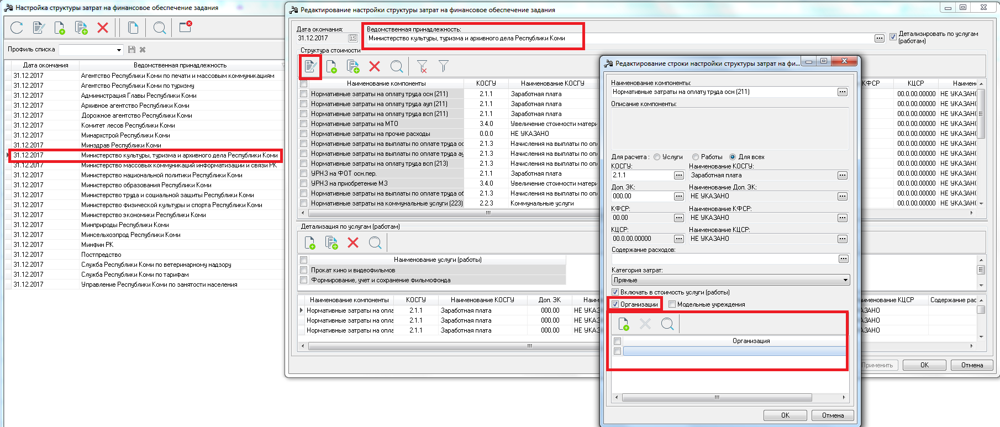 Настройка структуры затрат на финансовое обеспечение задания
Профиль списка
Дата окончания Ведомственная принадлежность
31.12.2017 Агентство Республики Коми по печати и массовым коммуникациям
31.12.2017 Агентство Республики Коми по туризму
31.12.2017 Администрация Главы Республики Коми
31.12.2017 Архивное агентство Республики Коми
31.12.2017 Дорожное агентство Республики Коми
31.12.2017 Комитет лесов Республики Коми
31.12.2017 Минархстрой Республики Коми
31.12.2017 Минздрав Республики Коми
31.12.2017 Министерство культуры, туризма и архивного дела Республики Коми
31.12.2017 Министерство массовых коммуникаций информатизации и связи РК
31.12.2017 Министерство национальной политики Республики Коми
31.12.2017 Министерство образования Республики Коми
31.12.2017 Министерство труда и социальной защиты Республики Коми
31.12.2017 Министерство физической культуры и спорта Республики Коми
31.12.2017 Министерство экономики Республики Коми
31.12.2017 Минприроды Республики Коми
31.12.2017 Минсельхозпрод Республики Коми
31.12.2017 Минфин РК
31.12.2017 Постпредство
31.12.2017 Служба Республики Коми по ветеринарному надзору
31.12.2017 Служба Республики Коми по тарифам
31.12.2017 Управление Республики Коми по занятости населения
Редактирование настройки структуры затрат на финансовое обеспечение задания
Дата окончания: Ведомственная принадлежность:
31.12.2017 15 Министерство культуры, туризма и архивного дела Республики Коми ...
Детализировать по услугам
(работам)
Структура стоимости
Наименование компоненты КОСГУ Наименование КОСГУ КФСР КЦСР Наимен
Нормативные затраты на оплату труда осн (211) 2.1.1 Заработная плата 00.0.00.00000 НЕ УКАЗАНО
Нормативные затраты на оплату труда ауп (211) 2.1.1 Заработная плата 00.0.00.00000 НЕ УКАЗАНО
Нормативные затраты на оплату труда всп (211) 2.1.1 Заработная плата 00.0.00.00000 НЕ УКАЗАНО
Нормативные затраты на МТО 3.4.0 Увеличение стоимости матери 00.0.00.00000 НЕ УКАЗАНО
Нормативные затраты на прочие расходы 0.0.0 НЕ УКАЗАНО 00.0.00.00000 НЕ УКАЗАНО
Нормативные затраты на выплаты по оплате труда ос 2.1.3 Начисления на выплаты по опл 00.0.00.00000 НЕ УКАЗАНО
Нормативные затраты на выплаты по оплате труда ау 2.1.3 Начисления на выплаты по опл 00.0.00.00000 НЕ УКАЗАНО
Нормативные затраты на оплату труда всп (213) 2.1.3 Начисления на выплаты по опл 00.0.00.00000 НЕ УКАЗАНО
УРНЗ на ФОТ осн.пер. 2.1.1 Заработная плата 00.0.00.00000 НЕ УКАЗАНО
УРНЗ на приобретение МЗ 3.4.0 Увеличение стоимости матери 00.0.00.00000 НЕ УКАЗАНО
Нормативные затраты на выплаты по оплате труда об 2.1.3 Начисления на выплаты по опл 00.0.00.00000 НЕ УКАЗАНО
Нормативные затраты на коммунальные услуги (223) 2.2.3 Коммунальные услуги 00.0.00.00000 НЕ УКАЗАНО
Детализация по услугам (работам)
Наименование услуги (работы)
Прокат кино и видеофильмов
Формирование, учет и сохранение фильмофонда
Наименование компоненты КОСГУ Наименование КОСГУ Доп. ЭК Наим именование КЦСР Содержание рас
Нормативные затраты на опла 2.1.1 Заработная плата 000.00 НЕ УКА АЗАНО
Нормативные затраты на опла 2.1.1 Заработная плата 000.00 НЕ УКА АЗАНО
Нормативные затраты на опла 2.1.1 Заработная плата 000.00 НЕ УКА АЗАНО
Применить ОК Отмена
Редактирование строки настройки структуры затрат на фи...
Наименование компоненты:
Нормативные затраты на оплату труда осн (211) ...
Описание компоненты:
Для расчета : Услуги Работы Для всех
КОСГУ: Наименование КОСГУ:
2.1.1 ... Заработная плата ...
Доп. ЭК: Наименование Доп. ЭК:
000.00 ... НЕ УКАЗАНО ...
КФСР: Наименование КФСР:
00.00 ... НЕ УКАЗАНО ...
КЦСР: Наименование КЦСР:
00.0.00.00000 ... НЕ УКАЗАНО ...
Содержание расходов:
...
Категория затрат:
Прямые
Включать в стоимость услуги (работы)
Организации Модельные учреждения
Организация
ОК Отмена